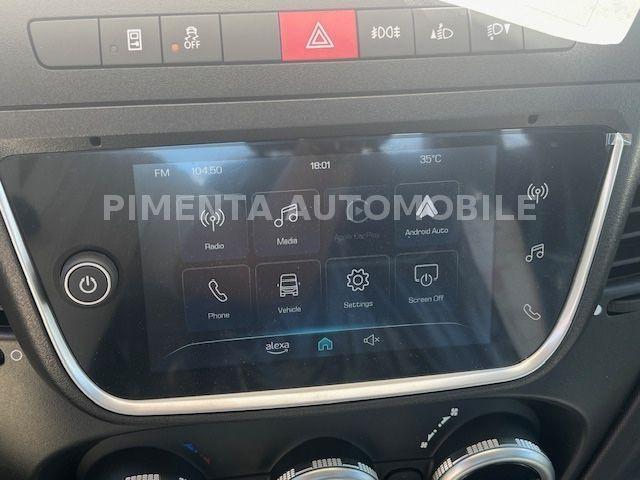 OFF
FM 104.50 18:01 35°C
PIMENTA AUTOMOBILE
Radio Media Apple CarPlay Android Auto
Phone Vehicle Settings Screen Off
alexa